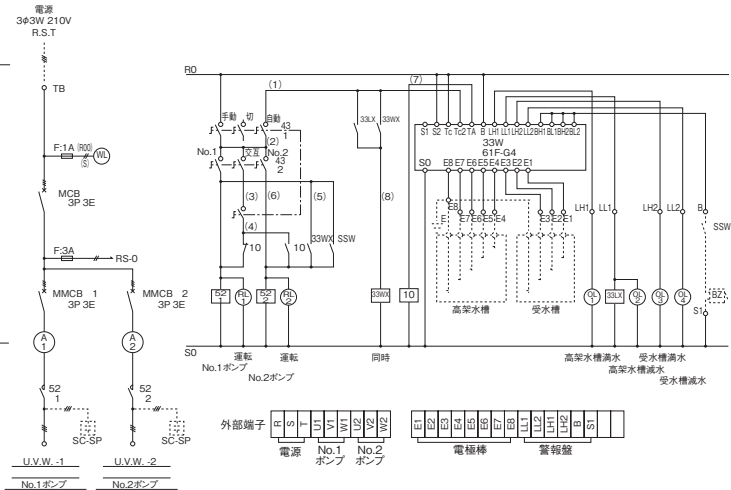 電源
3φ3W 210V
R.S.T
TB
F:1A (R00)
(S)
WL
MCB
3P 3E
F:3A
RS-0
MMCB 1
3P 3E
MMCB 2
3P 3E
A
1
A
2
52
1
52
2
SC-SP
SC-SP
U.V.W. -1
U.V.W. -2
No.1ポンプ
No.2ポンプ
R0
(1)
(7)
手動 切 自動
43
1
(2)
No.1 交互 No.2
43
2
(3)
(6)
(5)
(4)
10
10
33WX
SSW
33LX
33WX
(8)
S1 S2 Tc Tc2 TA B LH1 LL1 LH2 LL2 BH1 BL1 BH2 BL2
33W
61F-G4
S0 E8 E7 E6 E5 E4 E3 E2 E1
E8
E E7 E6 E5 E4 E3 E2 E1
高架水槽
受水槽
LH1 LL1 LH2 LL2 B
SSW
BZ
S1
52
1
RL
1
52
2
RL
2
33WX
10
OL
1
33LX
OL
2
OL
3
OL
4
S0
運転
運転
同時
No.1ポンプ
No.2ポンプ
高架水槽満水
高架水槽減水
受水槽満水
受水槽減水
外部端子
R S T U1 V1 W1 U2 V2 W2
電源
No.1
ポンプ
No.2
ポンプ
E1 E2 E3 E4 E5 E6 E7 E8 LL1 LL2 LH1 LH2 B S1
電極棒
警報盤